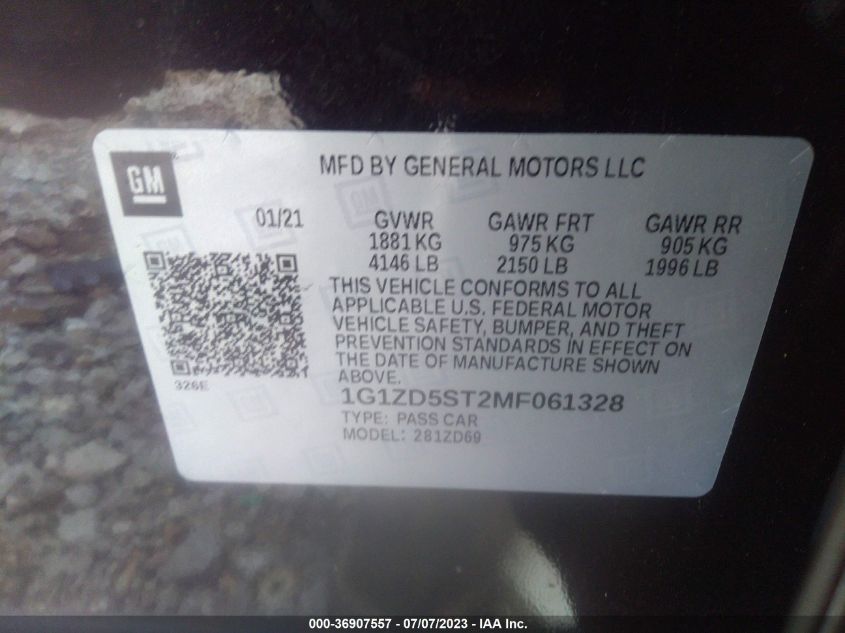 GM
MFD BY GENERAL MOTORS LLC
01/21 GVWR GAWR FRT GAWR RR
1881 KG 975 KG 905 KG
4146 LB 2150 LB 1996 LB
THIS VEHICLE CONFORMS TO ALL
APPLICABLE U.S. FEDERAL MOTOR
VEHICLE SAFETY, BUMPER, AND THEFT
PREVENTION STANDARDS IN EFFECT ON
THE DATE OF MANUFACTURE SHOWN
ABOVE.
326E
1G1ZD5ST2MF061328
TYPE: PASS CAR
MODEL: 281ZD69
000-36907557 - 07/07/2023 - IAA Inc.